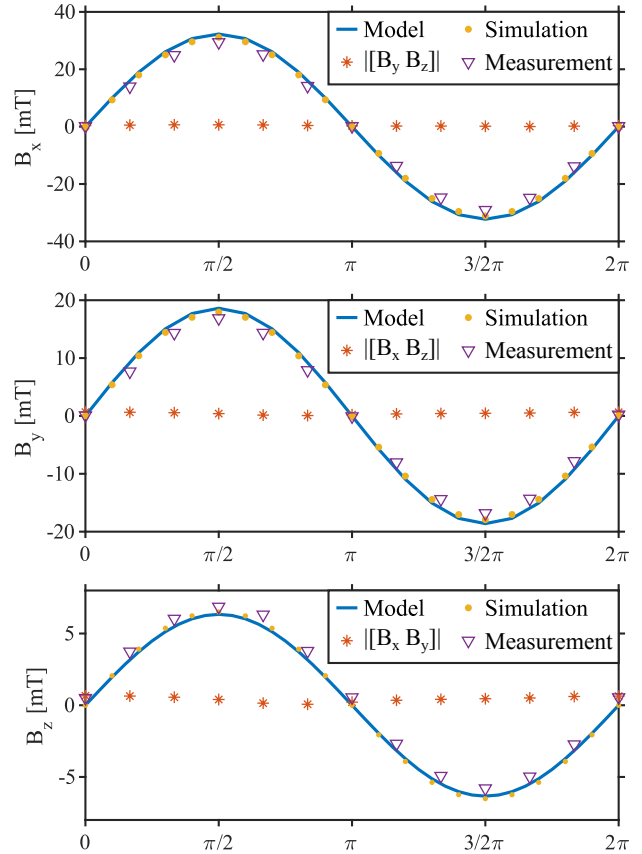 40
20
0
-20
-40
B_x [mT]
Model
Simulation
|[B_y B_z]|
Measurement
0
π/2
π
3/2π
2π
20
10
0
-10
-20
B_y [mT]
Model
Simulation
|[B_x B_z]|
Measurement
0
π/2
π
3/2π
2π
5
0
-5
B_z [mT]
Model
Simulation
|[B_x B_y]|
Measurement
0
π/2
π
3/2π
2π